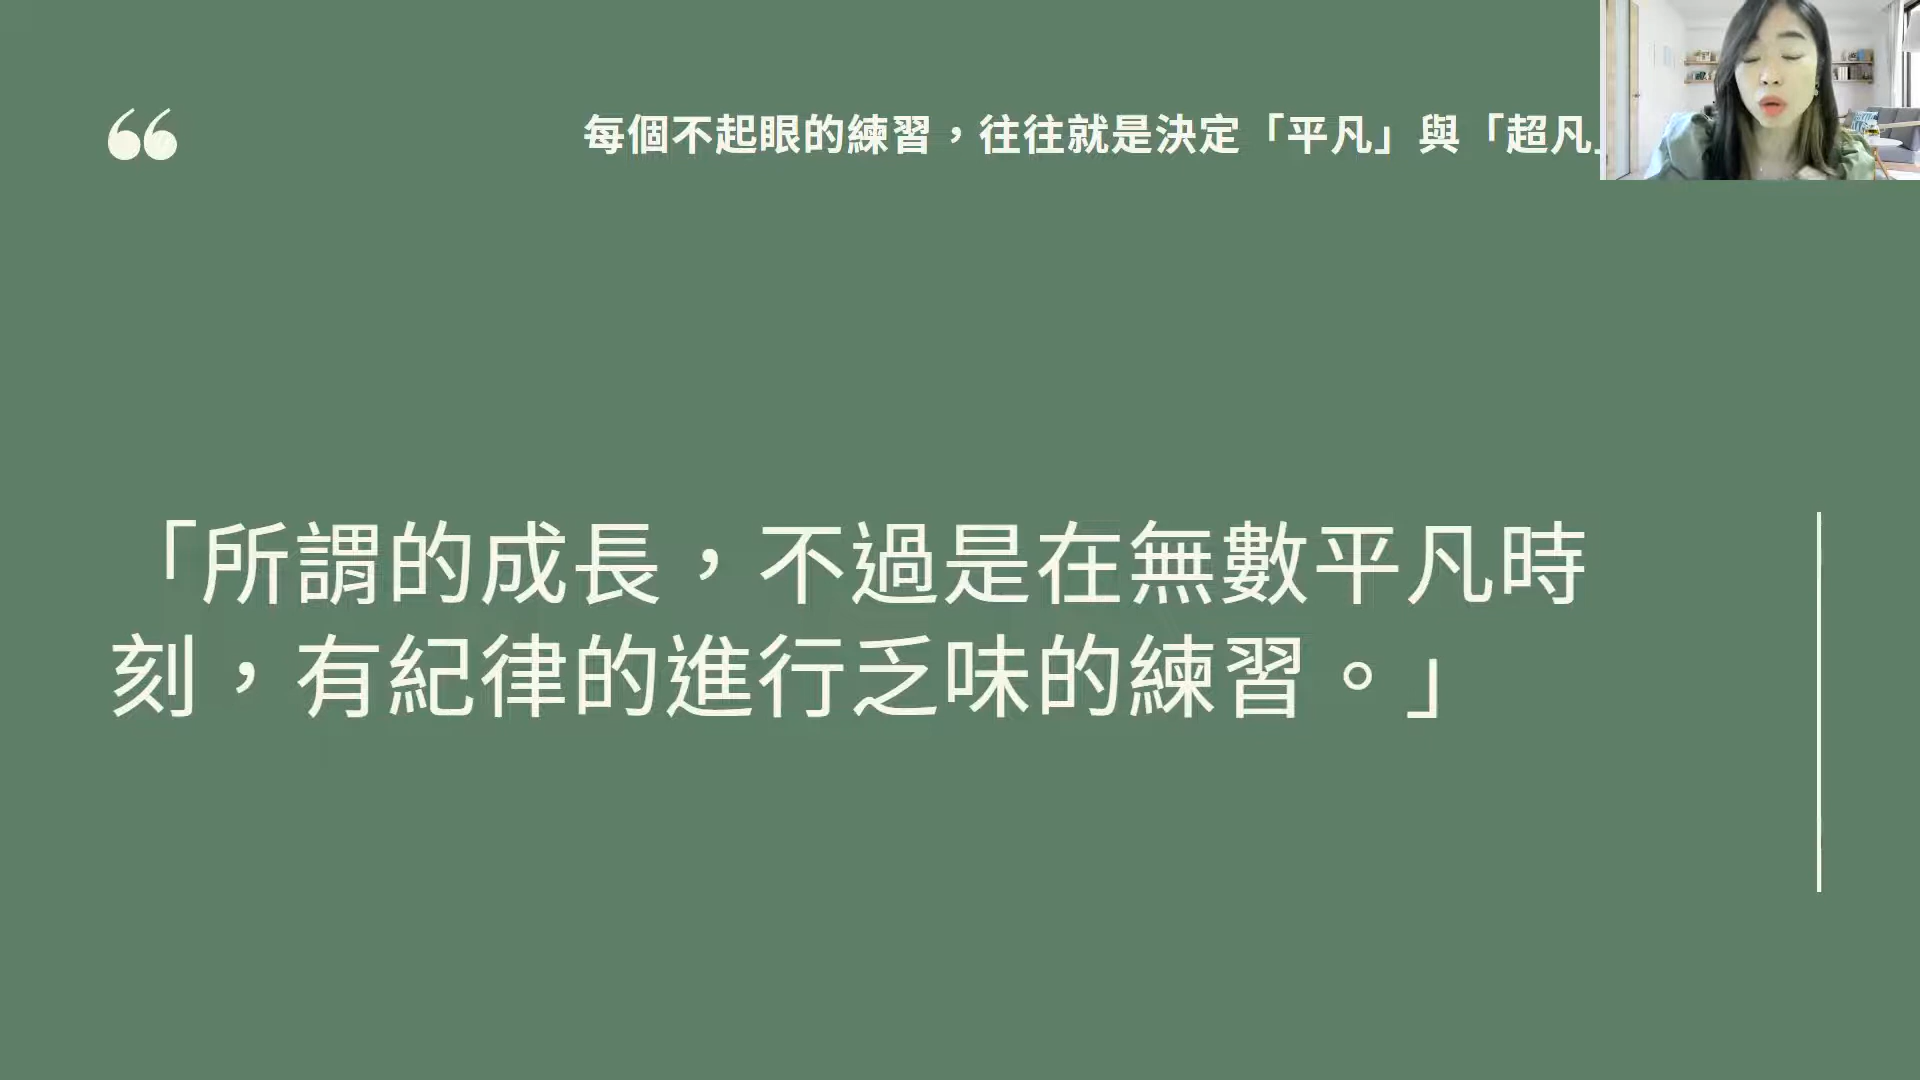 每個不起眼的練習，往往就是決定「平凡」與「超凡」
「所謂的成長，不過是在無數平凡時
刻，有紀律的進行乏味的練習。」